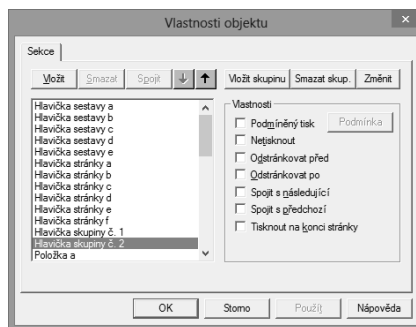 Vlastnosti objektu
Sekce
Vložit
Smazat
Spojit
Vložit skupinu
Smazat skup.
Změnit
Hlavička sestavy a
Hlavička sestavy b
Hlavička sestavy c
Hlavička sestavy d
Hlavička sestavy e
Hlavička stránky a
Hlavička stránky b
Hlavička stránky c
Hlavička stránky d
Hlavička stránky e
Hlavička stránky f
Hlavička skupiny č. 1
Hlavička skupiny č. 2
Položka a
Vlastnosti
Podmíněný tisk
Podmínka
Netisknout
Odstránkovat před
Odstránkovat po
Spojit s následující
Spojit s předchozí
Tisknout na konci stránky
OK
Storno
Použít
Nápověda